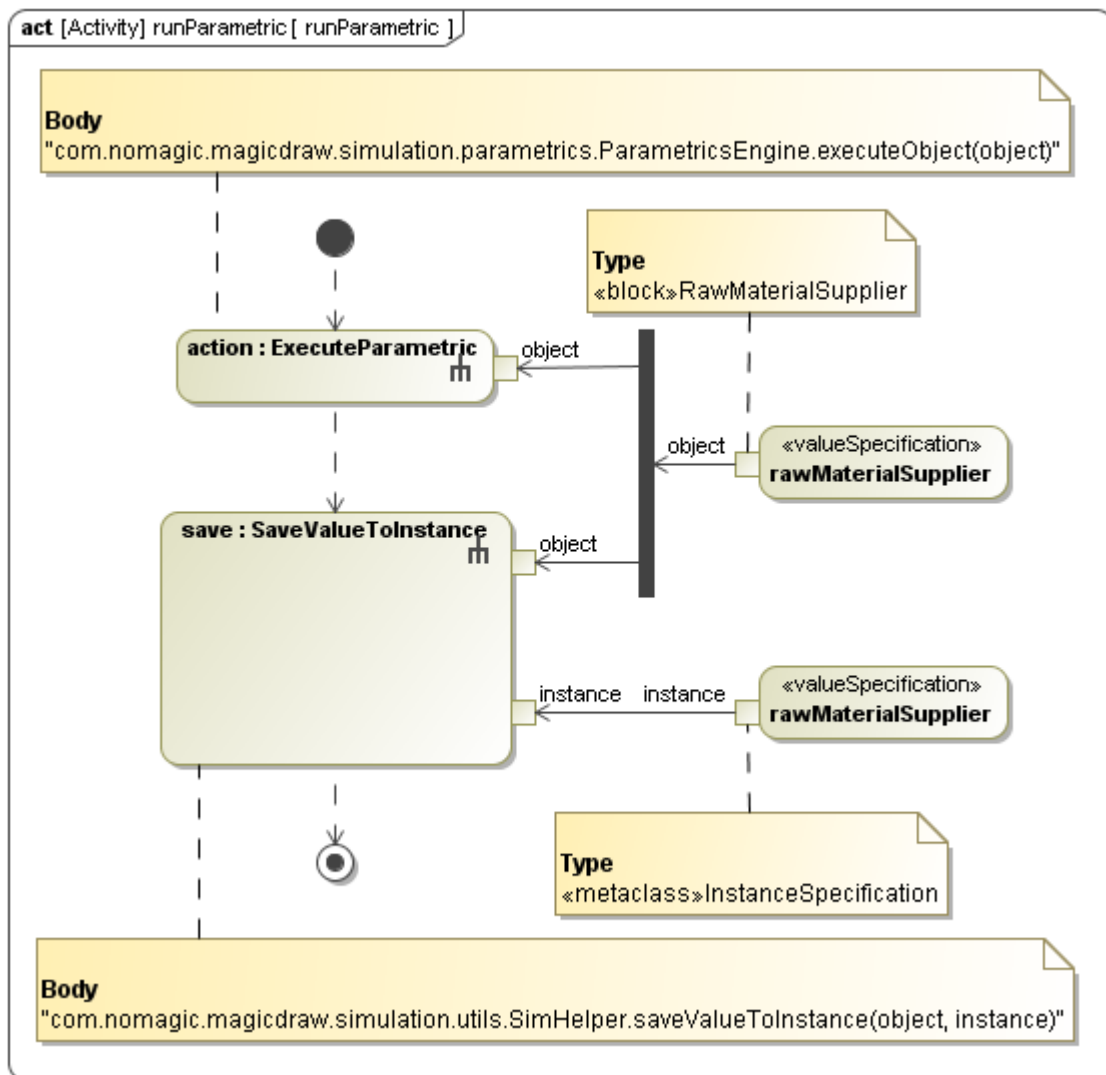 act [Activity] runParametric [ runParametric ]
Body
"com.nomagic.magicdraw.simulation.parametrics.ParametricsEngine.executeObject(object)"
Type
«block»RawMaterialSupplier
action : ExecuteParametric
object
object
«valueSpecification»
rawMaterialSupplier
save : SaveValueToInstance
object
instance instance
«valueSpecification»
rawMaterialSupplier
Type
«metaclass»InstanceSpecification
Body
"com.nomagic.magicdraw.simulation.utils.SimHelper.saveValueToInstance(object, instance)"